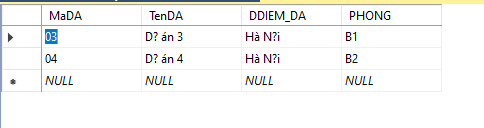 MaDA TenDA DDIEM_DA PHONG
03 D? án 3 Hà N?i B1
04 D? án 4 Hà N?i B2
NULL NULL NULL NULL